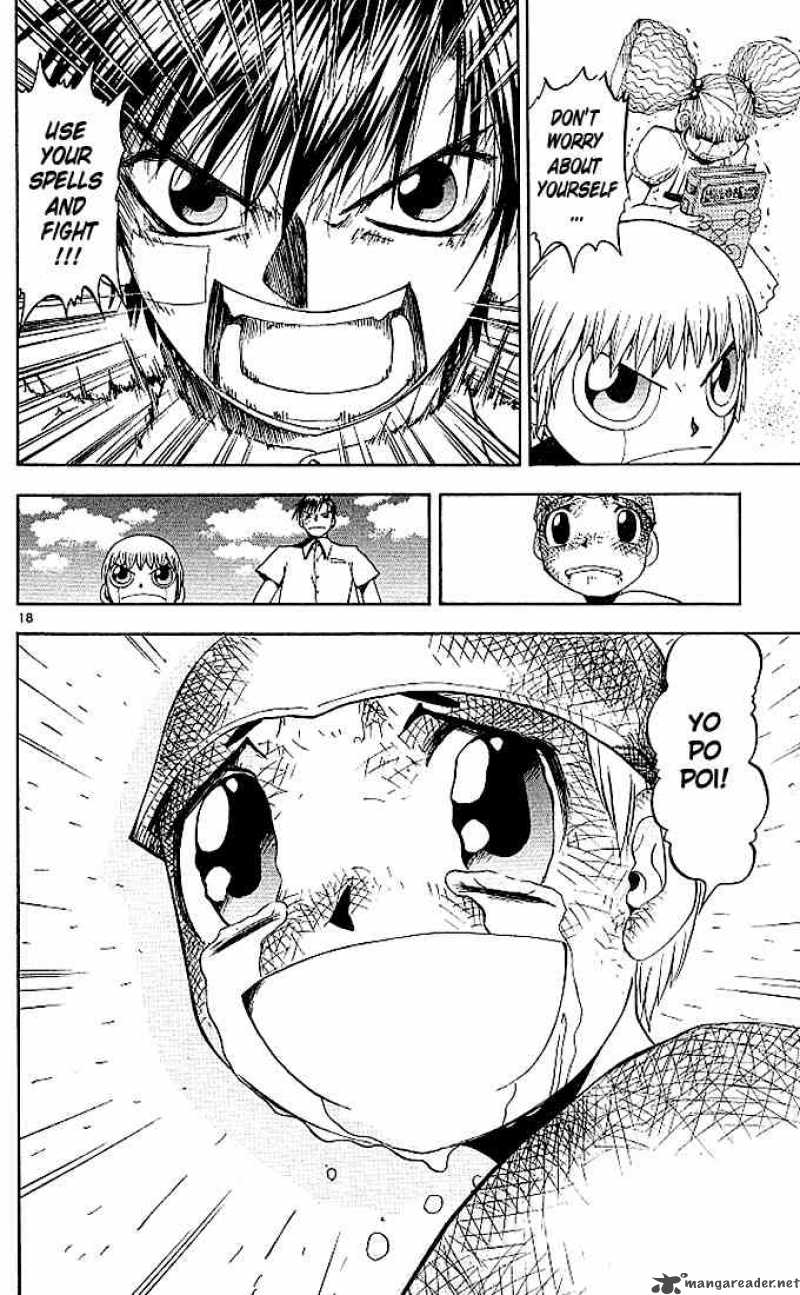 USE
YOUR
SPELLS
AND
FIGHT
!!!
DON'T
WORRY
ABOUT
YOURSELF
...
18
YO
PO
POI!
mangareader.net